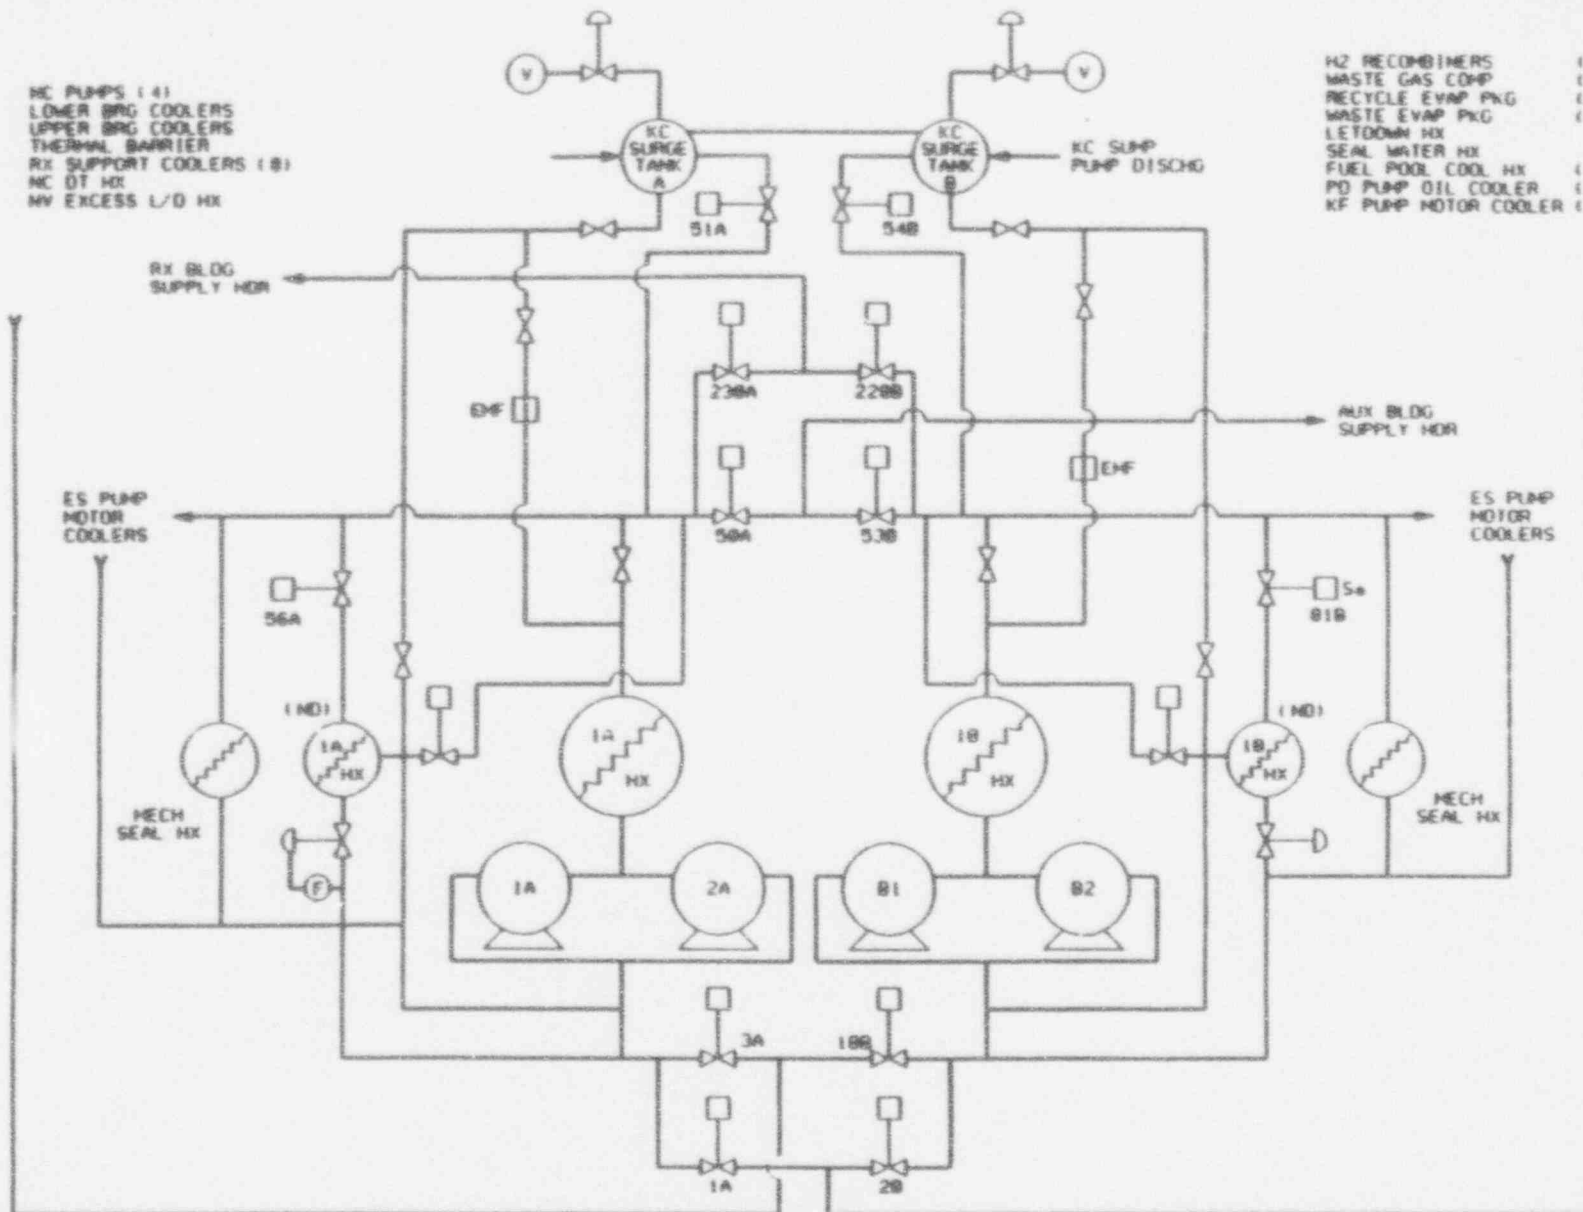 NC PUMPS (4)
LOWER BRG COOLERS
UPPER BRG COOLERS
THERMAL BARRIER
RX SUPPORT COOLERS (8)
NC DT HX
NV EXCESS L/D HX
H2 RECOMBINERS (
WASTE GAS COMP (
RECYCLE EVAP PKG (
WASTE EVAP PKG (
LETDOWN HX
SEAL WATER HX
FUEL POOL COOL HX (
PD PUMP OIL COOLER (
KF PUMP MOTOR COOLER (
V
V
KC
SURGE
TANK
A
KC
SURGE
TANK
B
KC SUMP
PUMP DISCHG
51A
54B
RX BLDG
SUPPLY HDR
230A
228B
EMF
AUX BLDG
SUPPLY HDR
EMF
ES PUMP
MOTOR
COOLERS
50A
53B
ES PUMP
MOTOR
COOLERS
56A
Sa
81B
(ND)
1A
HX
1A
HX
1B
HX
(ND)
1B
HX
MECH
SEAL HX
MECH
SEAL HX
F
1A
2A
B1
B2
3A
18B
1A
2B